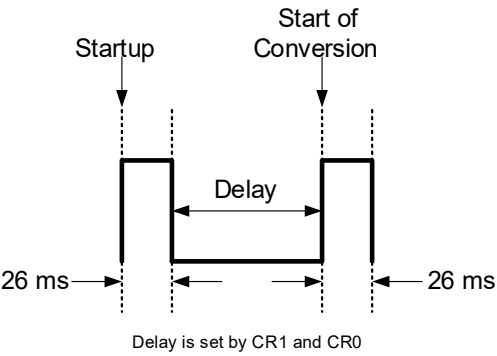 Start of
Startup
Conversion
Delay
26 ms
26 ms
Delay is set by CR1 and CR0